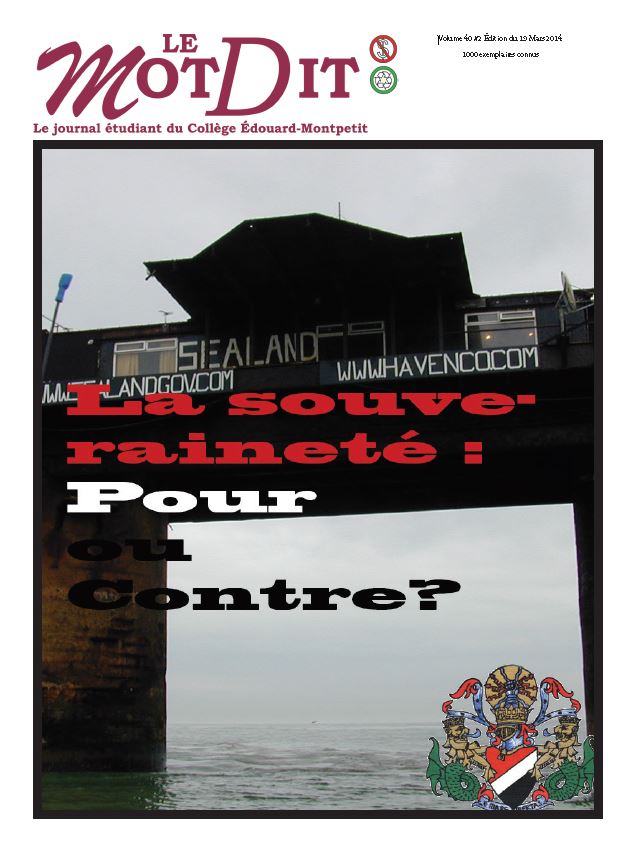 LE
MOTDIT
Le journal étudiant du Collège Édouard-Montpetit
Volume 40 #2 Édition du 19 Mars 2014
1000 exemplaires connus
SEALAND
WWW.SEALANDGOV.COM
WWW.HAVENCO.COM
La souve-
raineté :
Pour
ou
Contre?